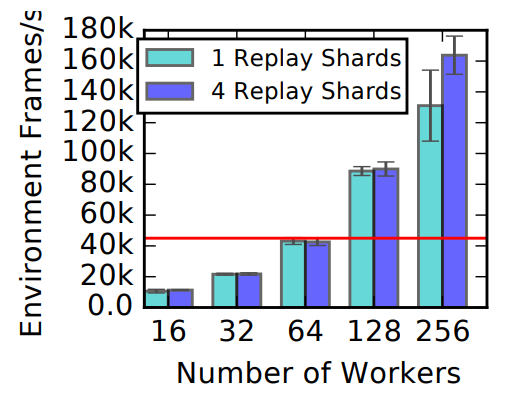 Environment Frames/s
180k
160k
140k
120k
100k
80k
60k
40k
20k
0.0
1 Replay Shards
4 Replay Shards
16 32 64 128 256
Number of Workers